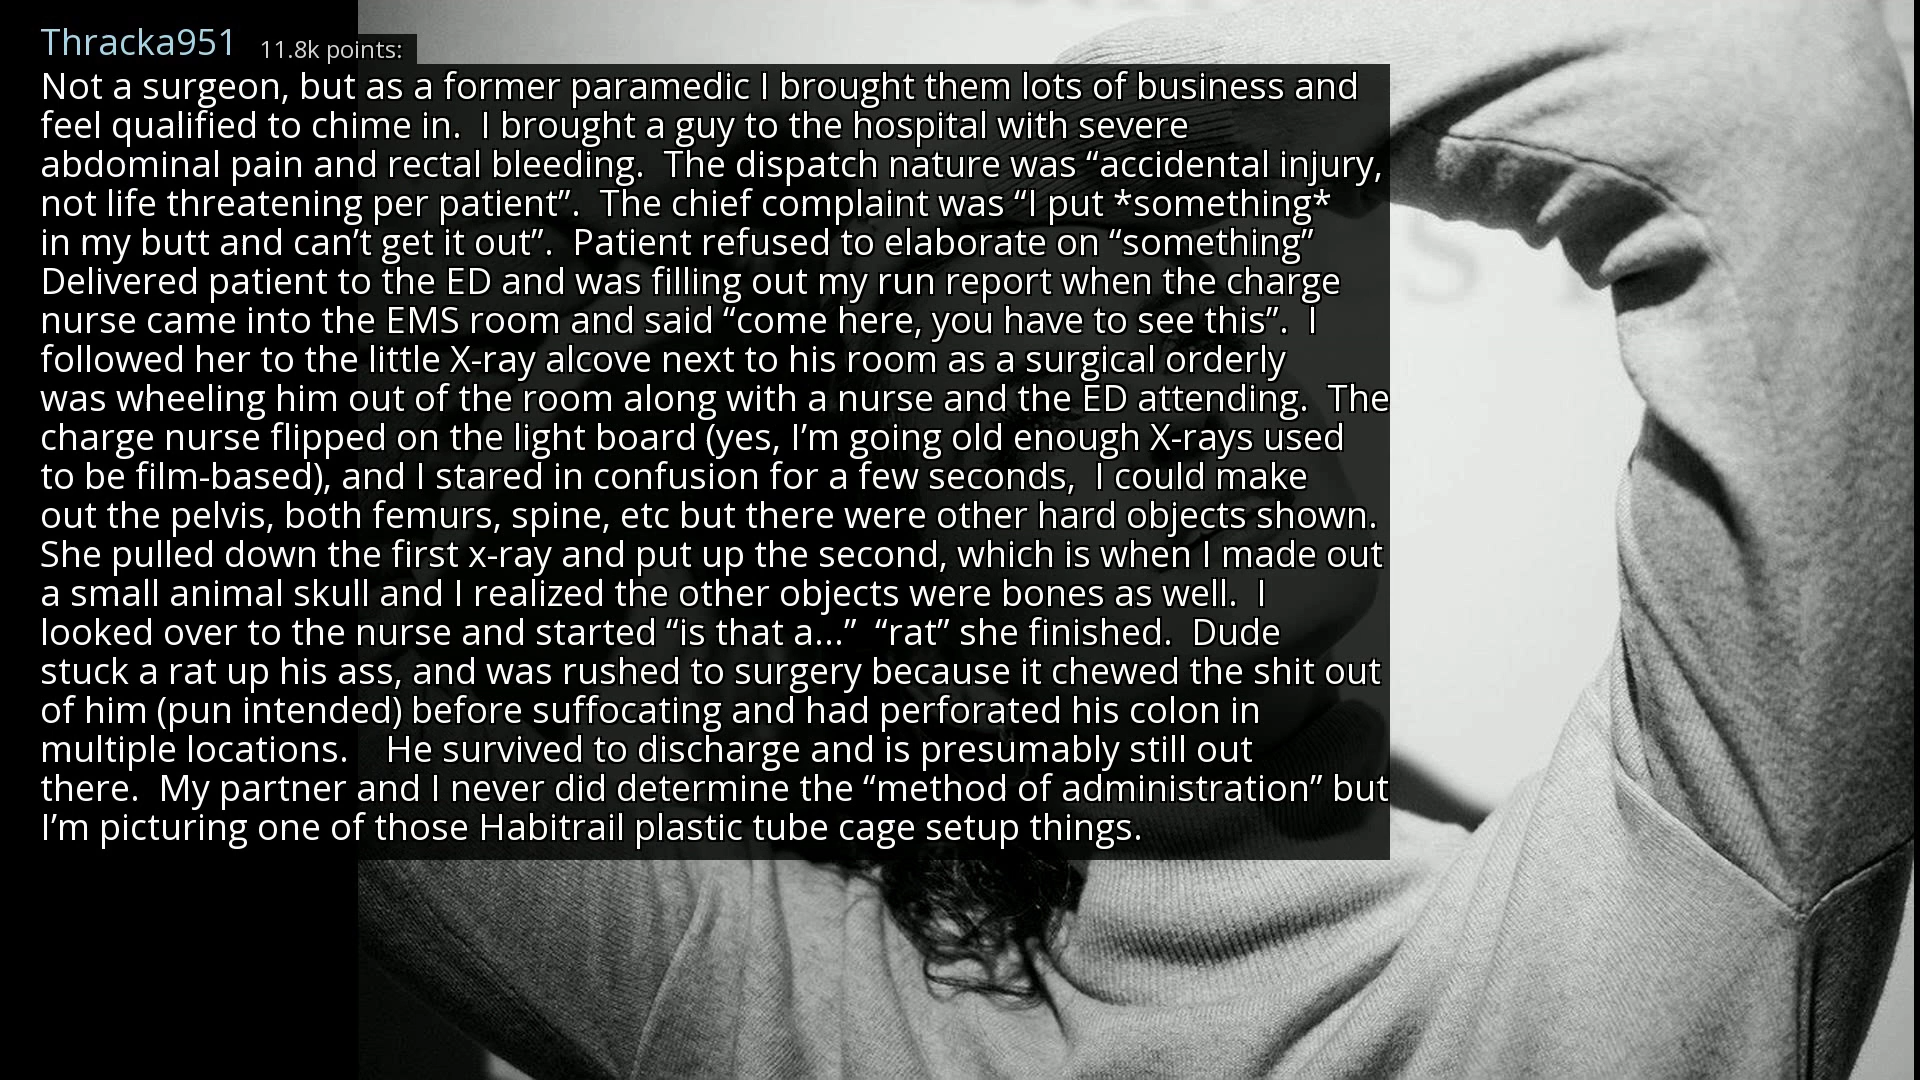 Thracka951 11.8k points:
Not a surgeon, but as a former paramedic I brought them lots of business and
feel qualified to chime in.  I brought a guy to the hospital with severe
abdominal pain and rectal bleeding.  The dispatch nature was “accidental injury,
not life threatening per patient”.  The chief complaint was “I put *something*
in my butt and can’t get it out”.  Patient refused to elaborate on “something”
Delivered patient to the ED and was filling out my run report when the charge
nurse came into the EMS room and said “come here, you have to see this”.  I
followed her to the little X-ray alcove next to his room as a surgical orderly
was wheeling him out of the room along with a nurse and the ED attending.  The
charge nurse flipped on the light board (yes, I’m going old enough X-rays used
to be film-based), and I stared in confusion for a few seconds,  I could make
out the pelvis, both femurs, spine, etc but there were other hard objects shown.
She pulled down the first x-ray and put up the second, which is when I made out
a small animal skull and I realized the other objects were bones as well.  I
looked over to the nurse and started “is that a...”  “rat” she finished.  Dude
stuck a rat up his ass, and was rushed to surgery because it chewed the shit out
of him (pun intended) before suffocating and had perforated his colon in
multiple locations.    He survived to discharge and is presumably still out
there.  My partner and I never did determine the “method of administration” but
I’m picturing one of those Habitrail plastic tube cage setup things.